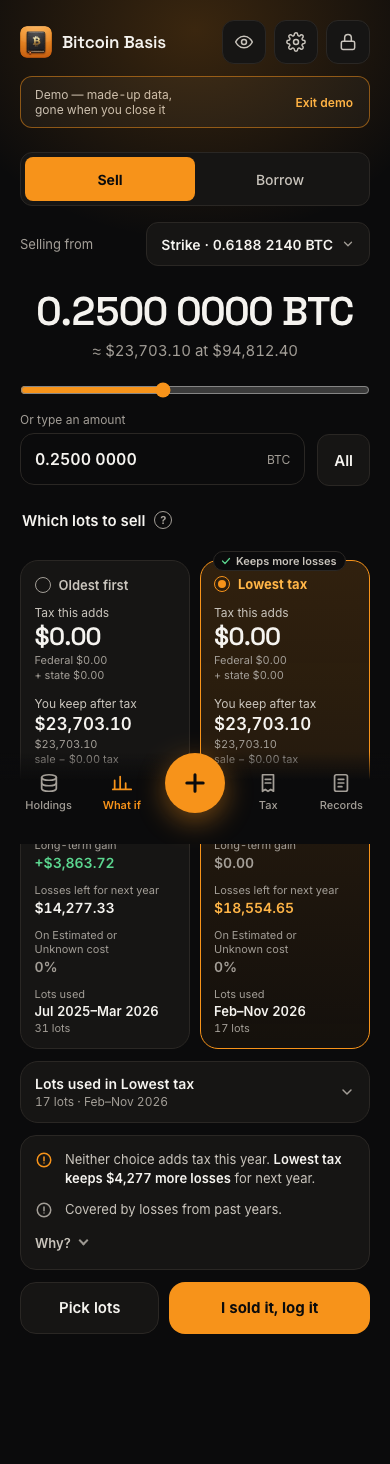 Bitcoin Basis
Demo — made-up data,
gone when you close it
Exit demo
Sell
Borrow
Selling from
Strike · 0.6188 2140 BTC
0.2500 0000 BTC
≈ $23,703.10 at $94,812.40
Or type an amount
0.2500 0000
BTC
All
Which lots to sell
?
Keeps more losses
Oldest first
Tax this adds
$0.00
Federal $0.00
+ state $0.00
You keep after tax
$23,703.10
$23,703.10
sale − $0.00 tax
Lowest tax
Tax this adds
$0.00
Federal $0.00
+ state $0.00
You keep after tax
$23,703.10
$23,703.10
sale − $0.00 tax
Holdings
What if
Tax
Records
Long-term gain
+$3,863.72
Losses left for next year
$14,277.33
On Estimated or
Unknown cost
0%
Lots used
Jul 2025–Mar 2026
31 lots
Long-term gain
$0.00
Losses left for next year
$18,554.65
On Estimated or
Unknown cost
0%
Lots used
Feb–Nov 2026
17 lots
Lots used in Lowest tax
17 lots · Feb–Nov 2026
Neither choice adds tax this year. Lowest tax
keeps $4,277 more losses for next year.
Covered by losses from past years.
Why?
Pick lots
I sold it, log it